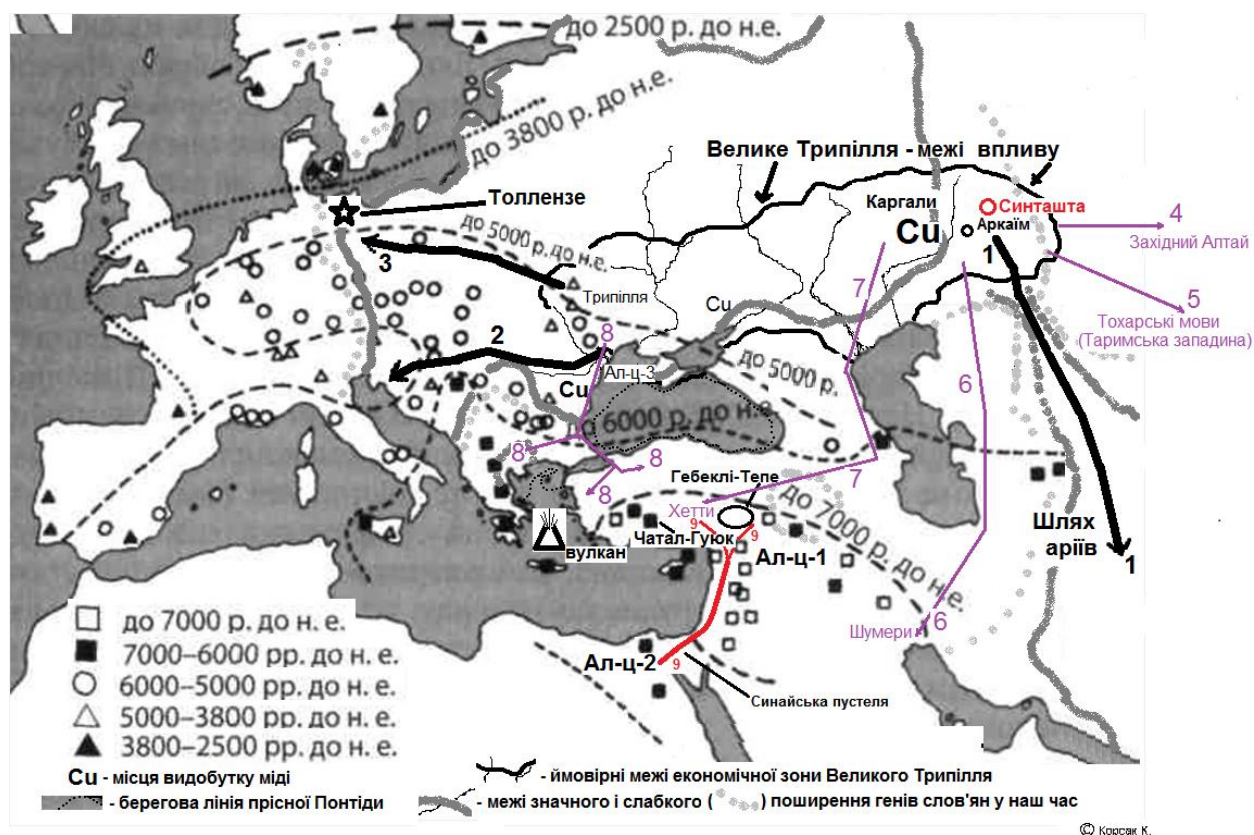 до 2500 р. до н.е.
до 3800 р. до н.е.
Велике Трипілля - межі впливу
Толлензе
Каргали
Cu
Синташта
Аркаїм
4
Західний Алтай
до 5000 р. до н.е.
3
1
7
Трипілля
Cu
5
Тохарські мови
(Таримська западина)
8
2
Ал-ц-3
до 5000 р.
6
Cu
до 6000 р. до н.е.
8
8
8
Гебеклі-Тепе
7
Хетти
9
9
до 7000 р. до н.е.
Чатал-Гуюк
вулкан
Ал-ц-1
Шлях
аріїв
1
6
Шумери
Ал-ц-2
9
Синайська пустеля
до 7000 р. до н. е.
7000–6000 рр. до н. е.
6000–5000 рр. до н. е.
5000–3800 рр. до н. е.
3800–2500 рр. до н. е.
Cu - місця видобутку міді
- берегова лінія прісної Понтіди
- ймовірні межі економічної зони Великого Трипілля
- межі значного і слабкого ( ) поширення генів слов'ян у наш час
© Корсак К.